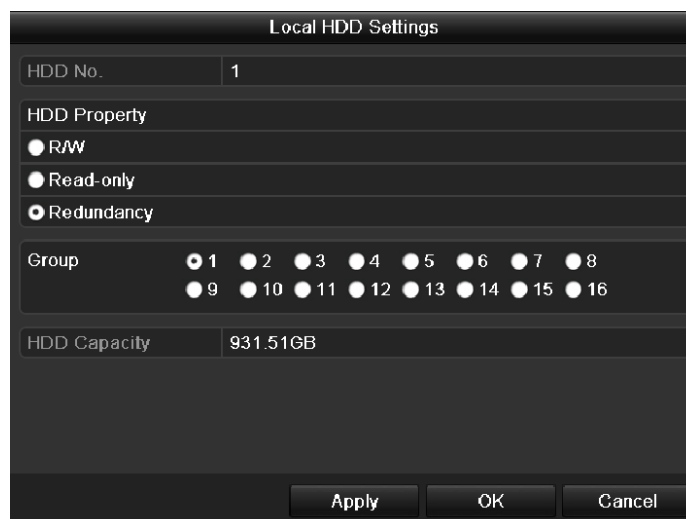 Local HDD Settings
HDD No. 1
HDD Property
R/W
Read-only
Redundancy
Group 1 2 3 4 5 6 7 8
9 10 11 12 13 14 15 16
HDD Capacity 931.51GB
Apply OK Cancel